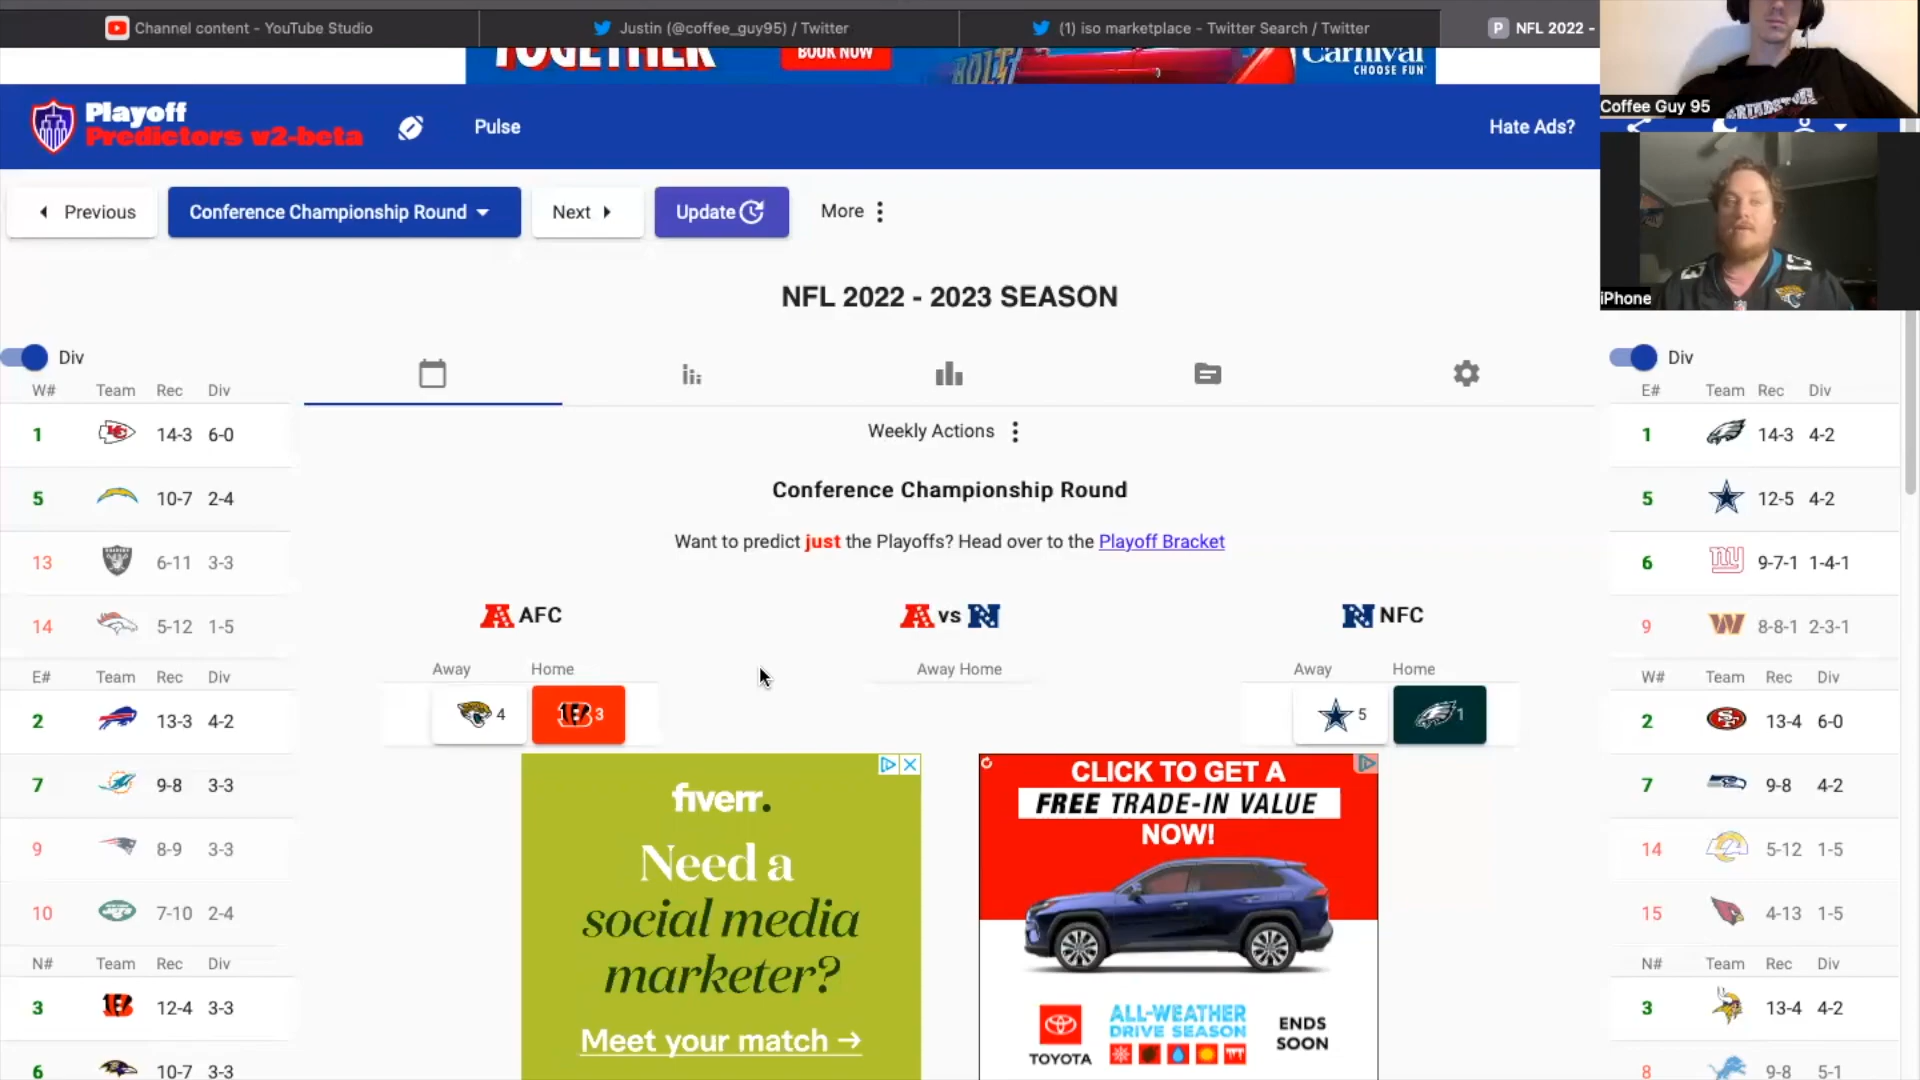 Channel content - YouTube Studio
Justin (@coffee_guy95) / Twitter
(1) iso marketplace - Twitter Search / Twitter
P NFL 2022 -
TOGETHER
BOOK NOW
BOLT
Carnival
CHOOSE FUN
Coffee Guy 95
iPhone
Playoff
Predictors v2-beta
Pulse
Hate Ads?
Previous
Conference Championship Round
Next
Update
More
NFL 2022 - 2023 SEASON
Div
W# Team Rec Div
1 14-3 6-0
5 10-7 2-4
13 RAIDERS 6-11 3-3
14 5-12 1-5
E# Team Rec Div
2 13-3 4-2
7 9-8 3-3
9 8-9 3-3
10 JETS 7-10 2-4
N# Team Rec Div
3 12-4 3-3
6 10-7 3-3
Weekly Actions
Conference Championship Round
Want to predict just the Playoffs? Head over to the Playoff Bracket
A AFC
A vs N
N NFC
Away Home
4 3
Away Home
Away Home
5 1
fiverr.
Need a
social media
marketer?
Meet your match →
CLICK TO GET A
FREE TRADE-IN VALUE
NOW!
TOYOTA
ALL-WEATHER
DRIVE SEASON
ENDS
SOON
Div
E# Team Rec Div
1 14-3 4-2
5 12-5 4-2
6 ny 9-7-1 1-4-1
9 W 8-8-1 2-3-1
W# Team Rec Div
2 SF 13-4 6-0
7 9-8 4-2
14 LA 5-12 1-5
15 4-13 1-5
N# Team Rec Div
3 13-4 4-2
8 9-8 5-1